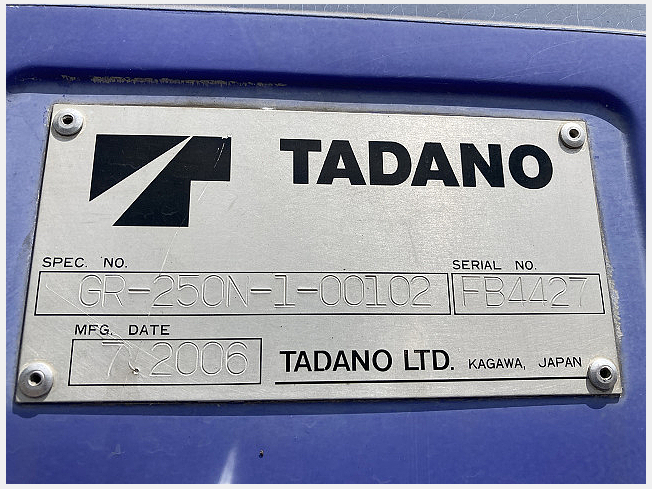 TADANO
SPEC. NO.
GR-250N-1-00102
SERIAL NO.
FB4427
MFG. DATE
7. 2006
TADANO LTD. KAGAWA, JAPAN